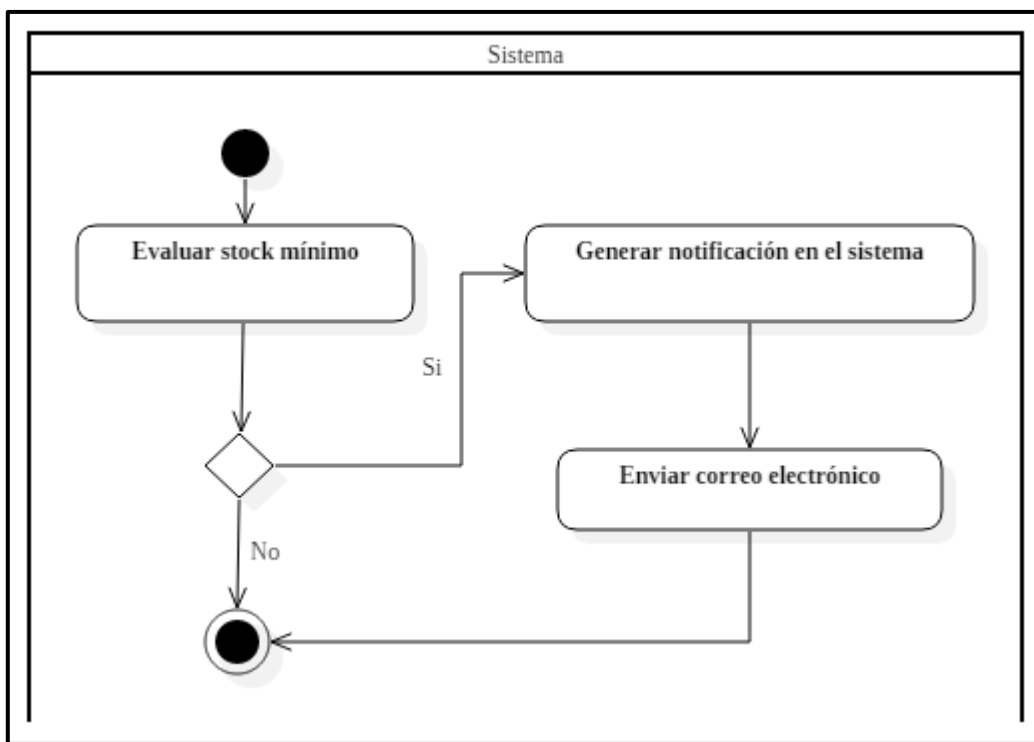 Sistema
Evaluar stock mínimo
Generar notificación en el sistema
Si
Enviar correo electrónico
No